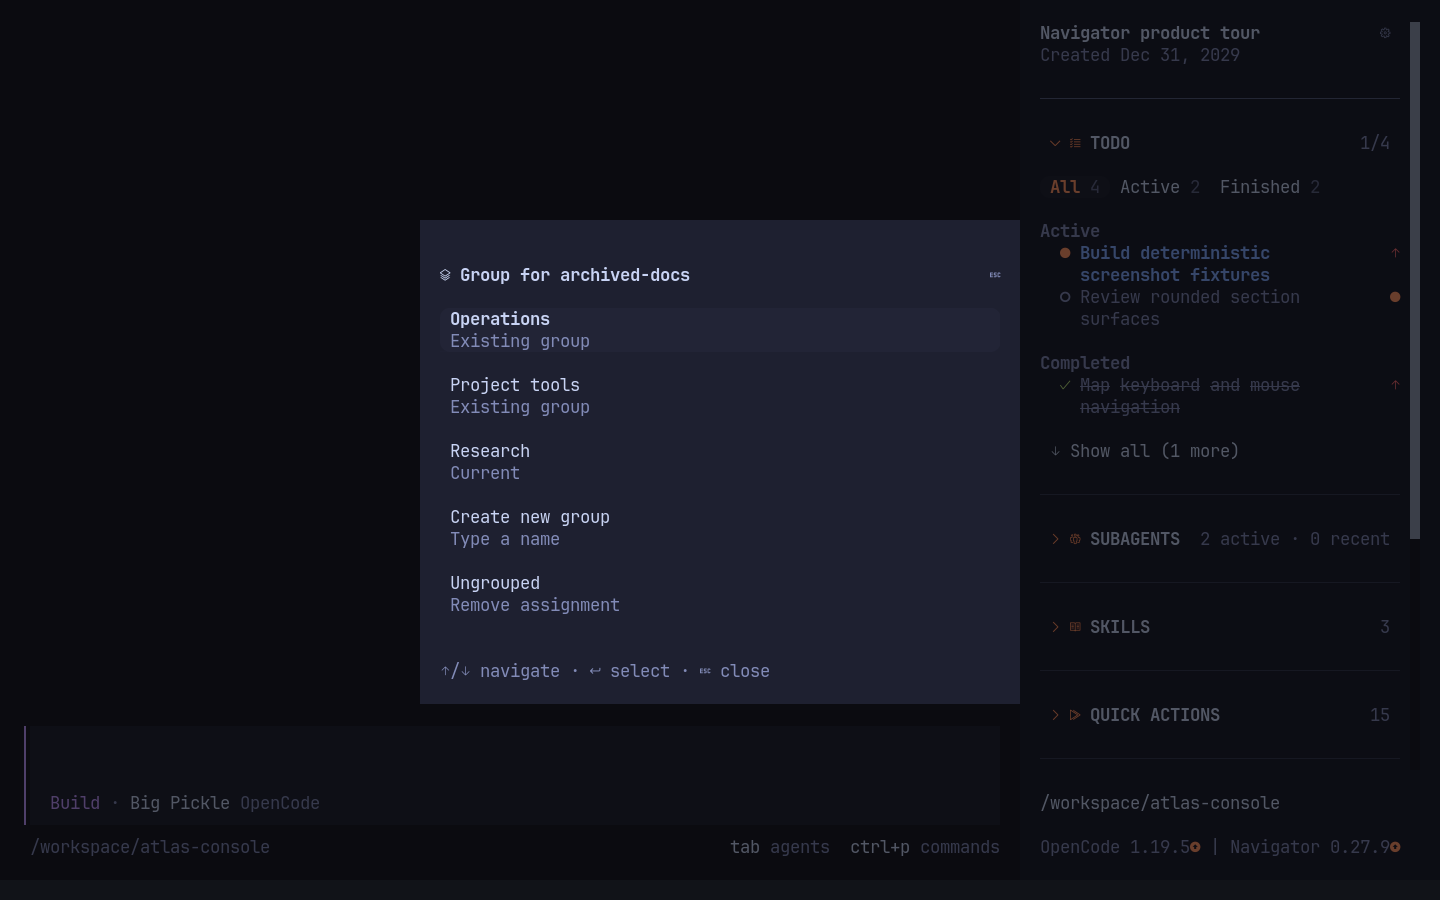 Group for archived-docs esc
Operations
Existing group
Project tools
Existing group
Research
Current
Create new group
Type a name
Ungrouped
Remove assignment
↑/↓ navigate · ↩ select · esc close
Build · Big Pickle OpenCode
/workspace/atlas-console tab agents ctrl+p commands
Navigator product tour
Created Dec 31, 2029
TODO 1/4
All 4 Active 2 Finished 2
Active
Build deterministic ↑
screenshot fixtures
Review rounded section
surfaces
Completed
Map keyboard and mouse ↑
navigation
↓ Show all (1 more)
SUBAGENTS 2 active · 0 recent
SKILLS 3
QUICK ACTIONS 15
/workspace/atlas-console
OpenCode 1.19.5 | Navigator 0.27.9